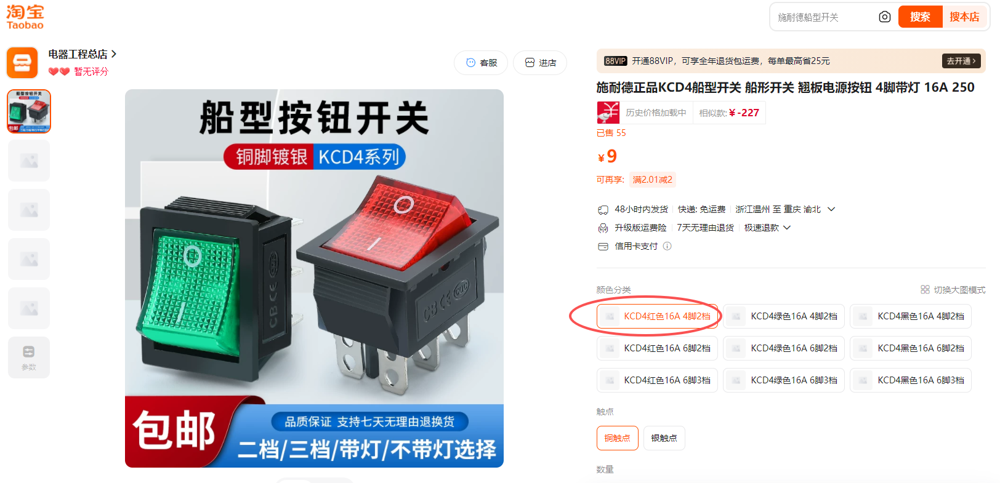 淘宝
Taobao
施耐德船型开关
搜索
搜本店
电器工程总店
暂无评分
客服
进店
88VIP 开通88VIP，可享全年退货包运费，每单最高省25元
去开通
施耐德正品KCD4船型开关 船形开关 翘板电源按钮 4脚带灯 16A 250
历史价格加载中
相似款: ¥ -227
已售 55
¥9
可再享: 满2.01减2
48小时内发货 快递: 免运费 浙江温州 至 重庆 渝北
升级版运费险 7天无理由退货 极速退款
信用卡支付
颜色分类
切换大图模式
KCD4红色16A 4脚2档
KCD4绿色16A 4脚2档
KCD4黑色16A 4脚2档
KCD4红色16A 6脚2档
KCD4绿色16A 6脚2档
KCD4黑色16A 6脚2档
KCD4红色16A 6脚3档
KCD4绿色16A 6脚3档
KCD4黑色16A 6脚3档
触点
铜触点
银触点
数量
船型按钮开关
包邮
参数
船型按钮开关
铜脚镀银 KCD4系列
CB CE CQC
CB CE CQC
包邮
品质保证 支持七天无理由退换货
二档/三档/带灯/不带灯选择